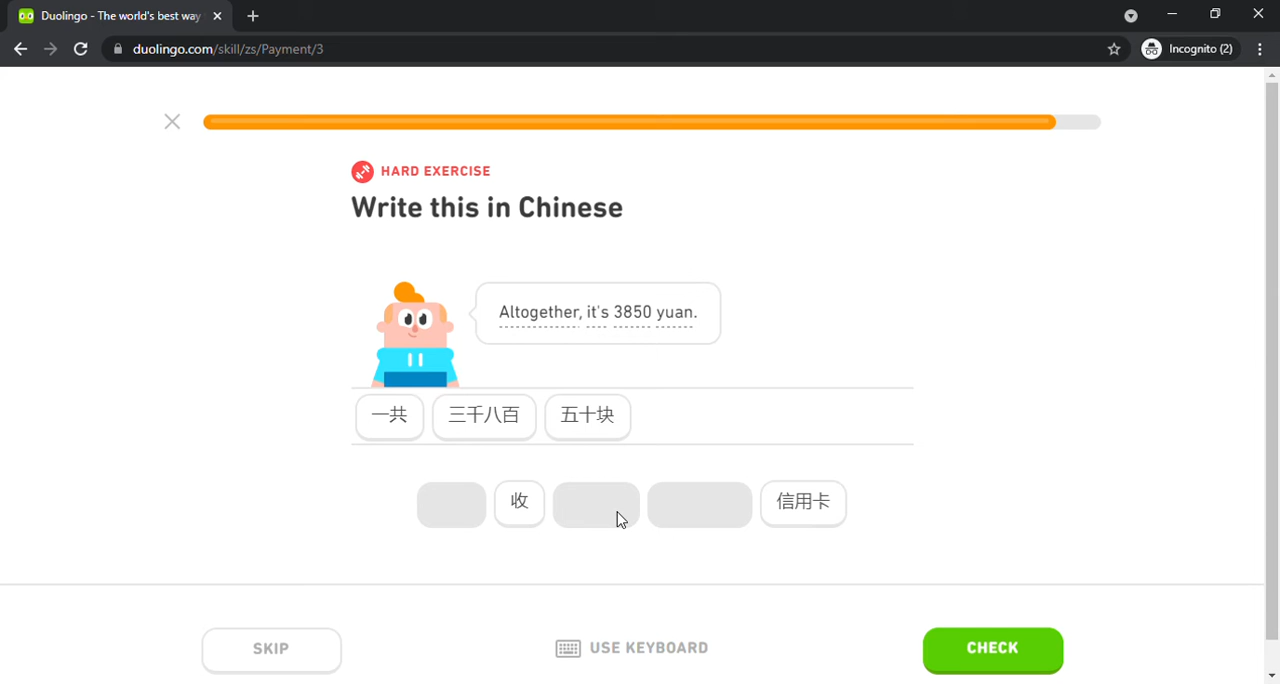 Duolingo - The world's best way
duolingo.com/skill/zs/Payment/3
Incognito (2)
HARD EXERCISE
Write this in Chinese
Altogether, it's 3850 yuan.
一共 三千八百 五十块
收 信用卡
SKIP
USE KEYBOARD
CHECK